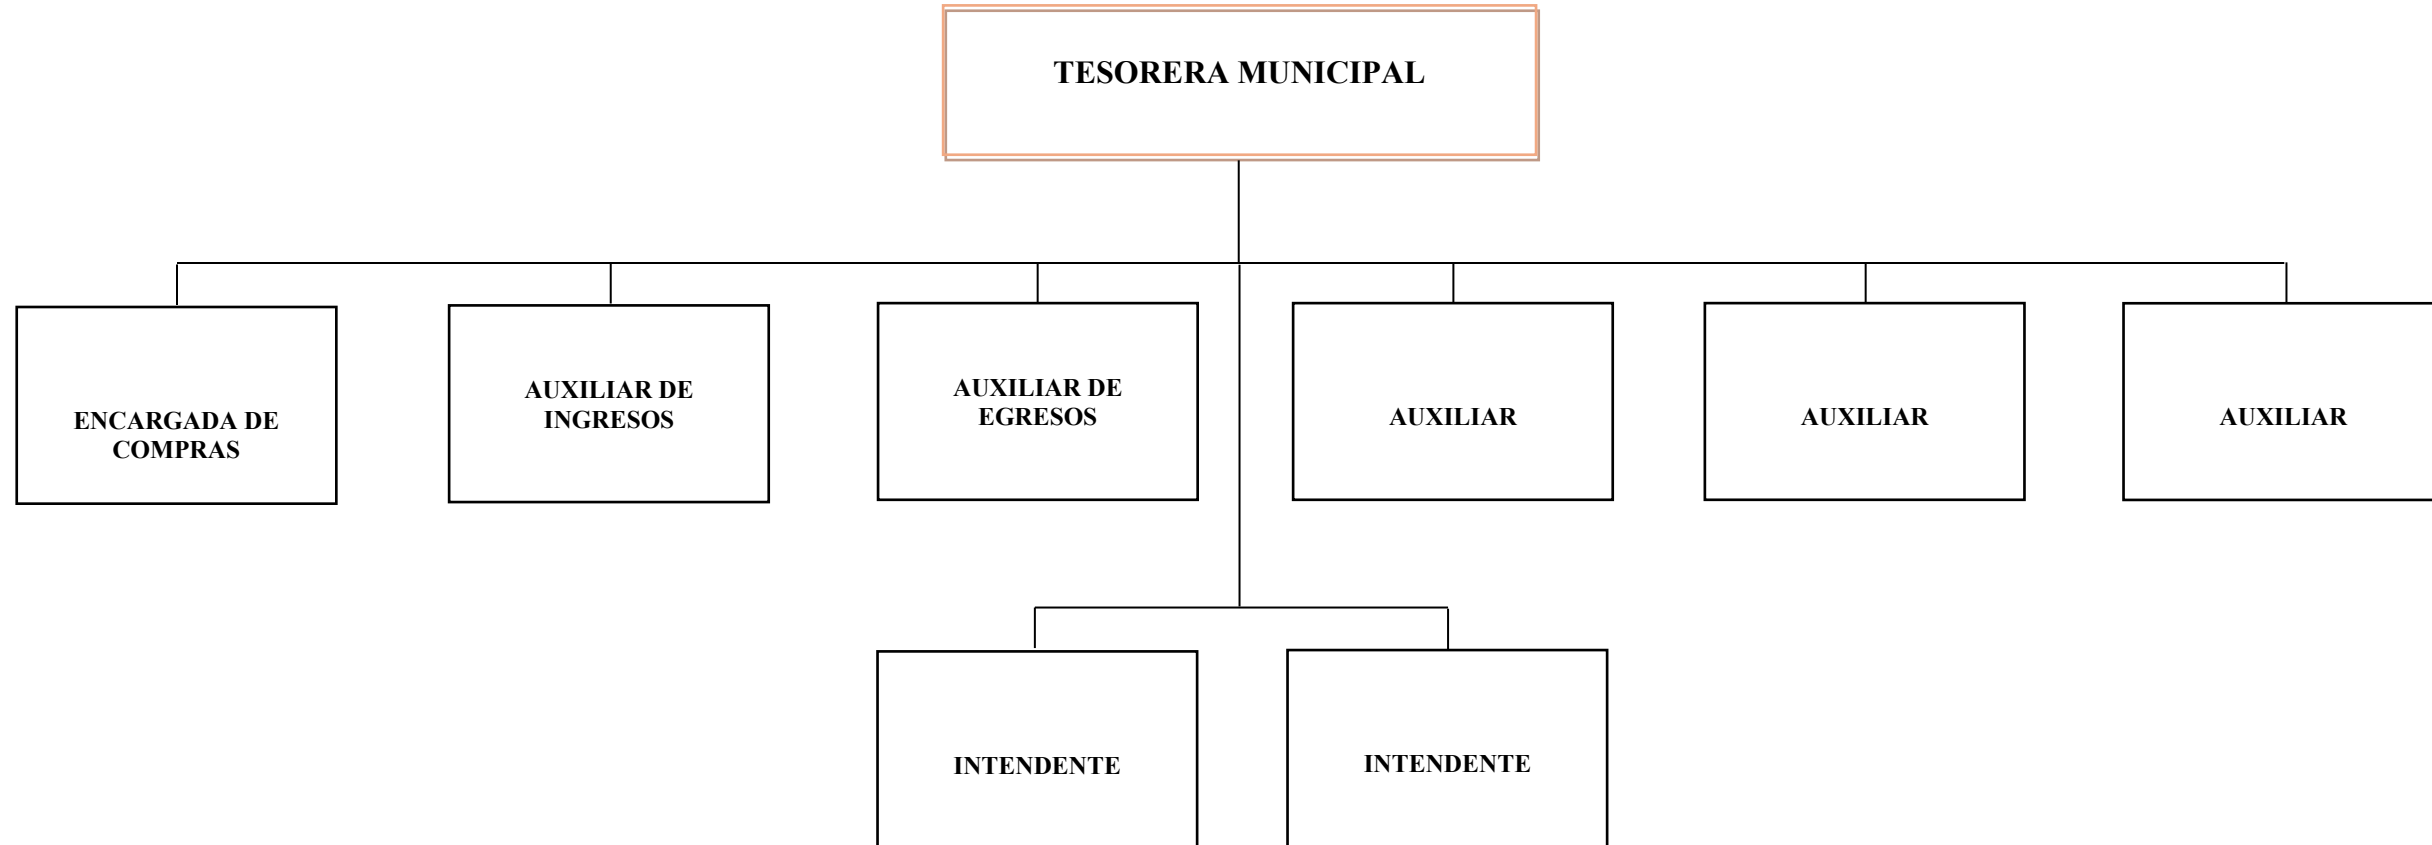 TESORERA MUNICIPAL
ENCARGADA DE
COMPRAS
AUXILIAR DE
INGRESOS
AUXILIAR DE
EGRESOS
AUXILIAR
AUXILIAR
AUXILIAR
INTENDENTE
INTENDENTE